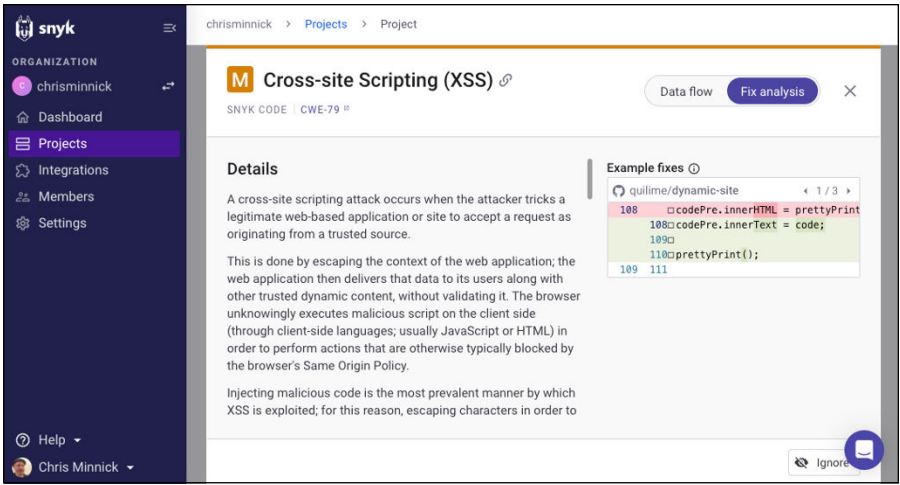 snyk
ORGANIZATION
chrisminnick
Dashboard
Projects
Integrations
Members
Settings
Help
Chris Minnick
chrisminnick > Projects > Project
M Cross-site Scripting (XSS)
SNYK CODE | CWE-79
Data flow Fix analysis
Details
A cross-site scripting attack occurs when the attacker tricks a
legitimate web-based application or site to accept a request as
originating from a trusted source.
This is done by escaping the context of the web application; the
web application then delivers that data to its users along with
other trusted dynamic content, without validating it. The browser
unknowingly executes malicious script on the client side
(through client-side languages; usually JavaScript or HTML) in
order to perform actions that are otherwise typically blocked by
the browser's Same Origin Policy.
Injecting malicious code is the most prevalent manner by which
XSS is exploited; for this reason, escaping characters in order to
Example fixes
quilime/dynamic-site 1 / 3
108 □codePre.innerHTML = prettyPrint
108□codePre.innerText = code;
109□
110□prettyPrint();
109 111
Ignore